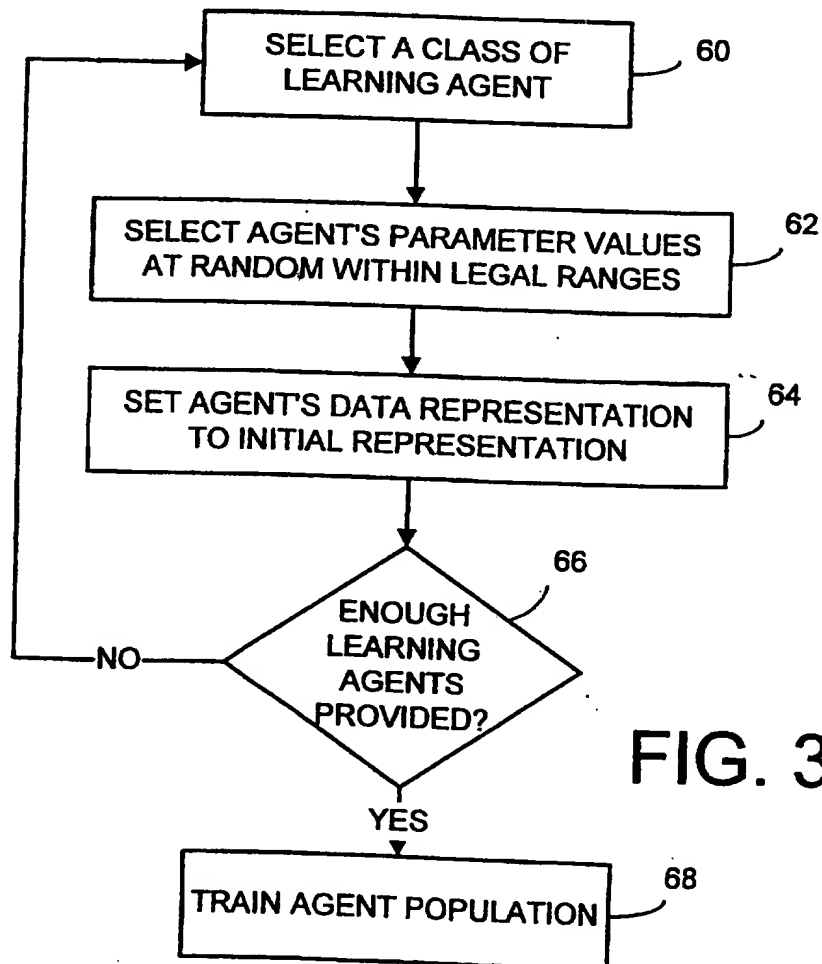 SELECT A CLASS OF
LEARNING AGENT
60
SELECT AGENT'S PARAMETER VALUES
AT RANDOM WITHIN LEGAL RANGES
62
SET AGENT'S DATA REPRESENTATION
TO INITIAL REPRESENTATION
64
66
ENOUGH
LEARNING
AGENTS
PROVIDED?
NO
FIG. 3
YES
TRAIN AGENT POPULATION
68